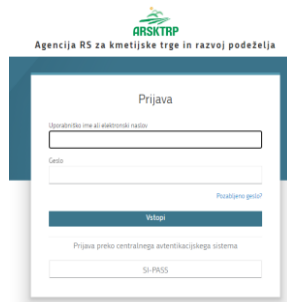 ARSKTRP
Agencija RS za kmetijske trge in razvoj podeželja
Prijava
Uporabniško ime ali elektronski naslov
Geslo
Pozabljeno geslo?
Vstopi
Prijava preko centralnega avtentikacijskega sistema
SI-PASS